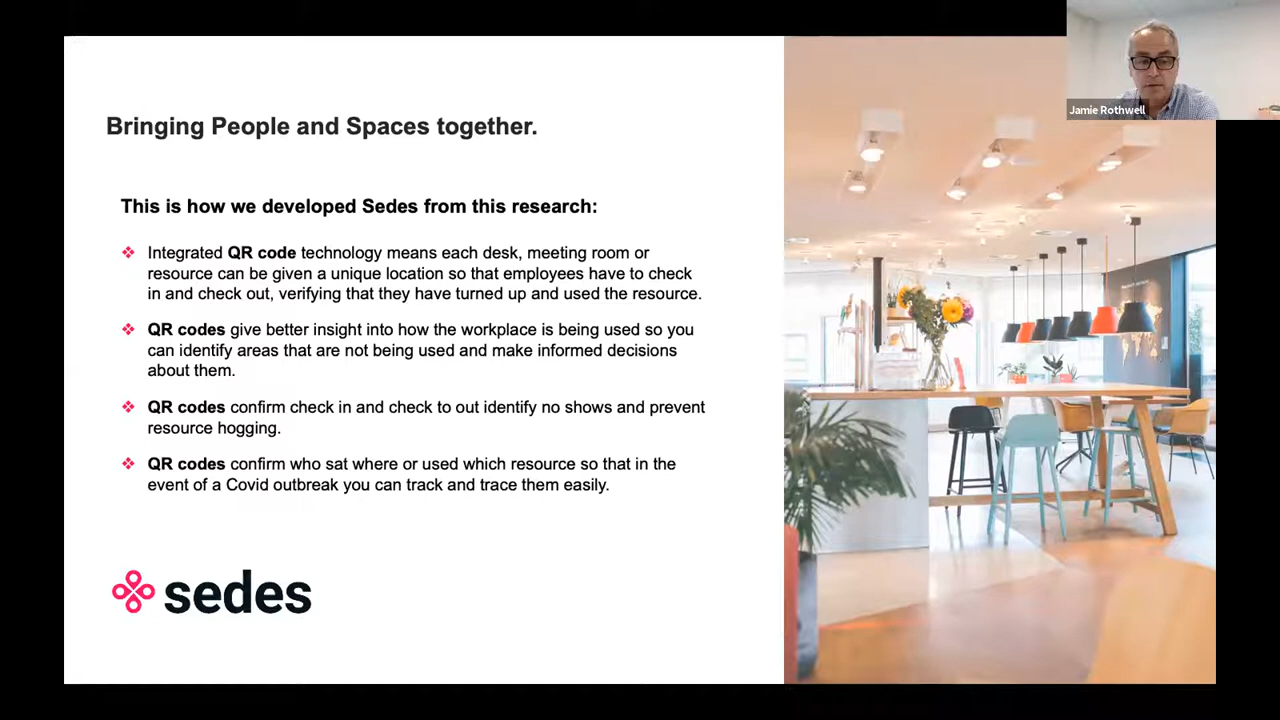 Jamie Rothwell
Bringing People and Spaces together.
This is how we developed Sedes from this research:
❖ Integrated QR code technology means each desk, meeting room or
resource can be given a unique location so that employees have to check
in and check out, verifying that they have turned up and used the resource.
❖ QR codes give better insight into how the workplace is being used so you
can identify areas that are not being used and make informed decisions
about them.
❖ QR codes confirm check in and check to out identify no shows and prevent
resource hogging.
❖ QR codes confirm who sat where or used which resource so that in the
event of a Covid outbreak you can track and trace them easily.
sedes